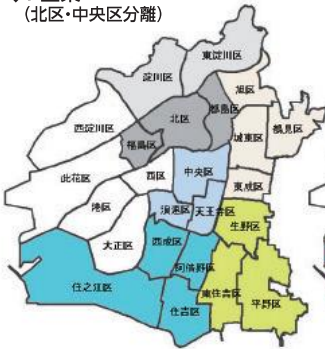 (北区・中央区分離)
東淀川区
淀川区
旭区
都島区
北区
西淀川区
鶴見区
城東区
福島区
此花区
西区
中央区
東成区
港区
浪速区
天王寺区
生野区
大正区
西成区
阿倍野区
住之江区
東住吉区
平野区
住吉区